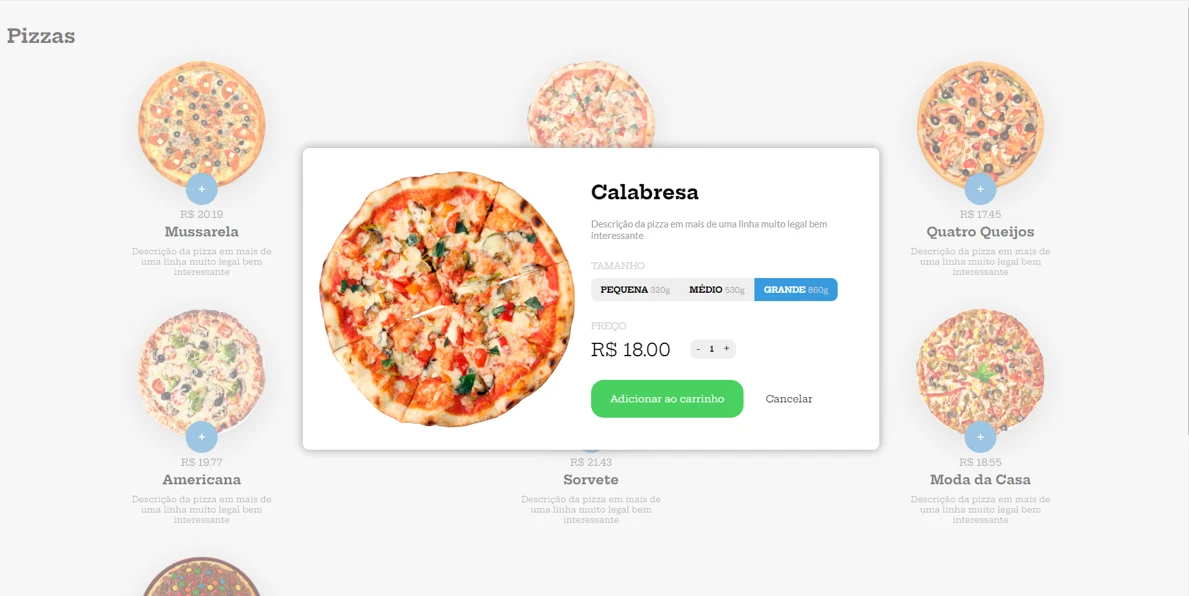 Pizzas
+
R$ 20.19
Mussarela
Descrição da pizza em mais de
uma linha muito legal bem
interessante
+
R$ 17.45
Quatro Queijos
Descrição da pizza em mais de
uma linha muito legal bem
interessante
Calabresa
Descrição da pizza em mais de uma linha muito legal bem
interessante
TAMANHO
PEQUENA 320g MÉDIO 530g GRANDE 860g
PREÇO
R$ 18.00 - 1 +
Adicionar ao carrinho Cancelar
+
R$ 19.77
Americana
Descrição da pizza em mais de
uma linha muito legal bem
interessante
R$ 21.43
Sorvete
Descrição da pizza em mais de
uma linha muito legal bem
interessante
+
R$ 18.55
Moda da Casa
Descrição da pizza em mais de
uma linha muito legal bem
interessante